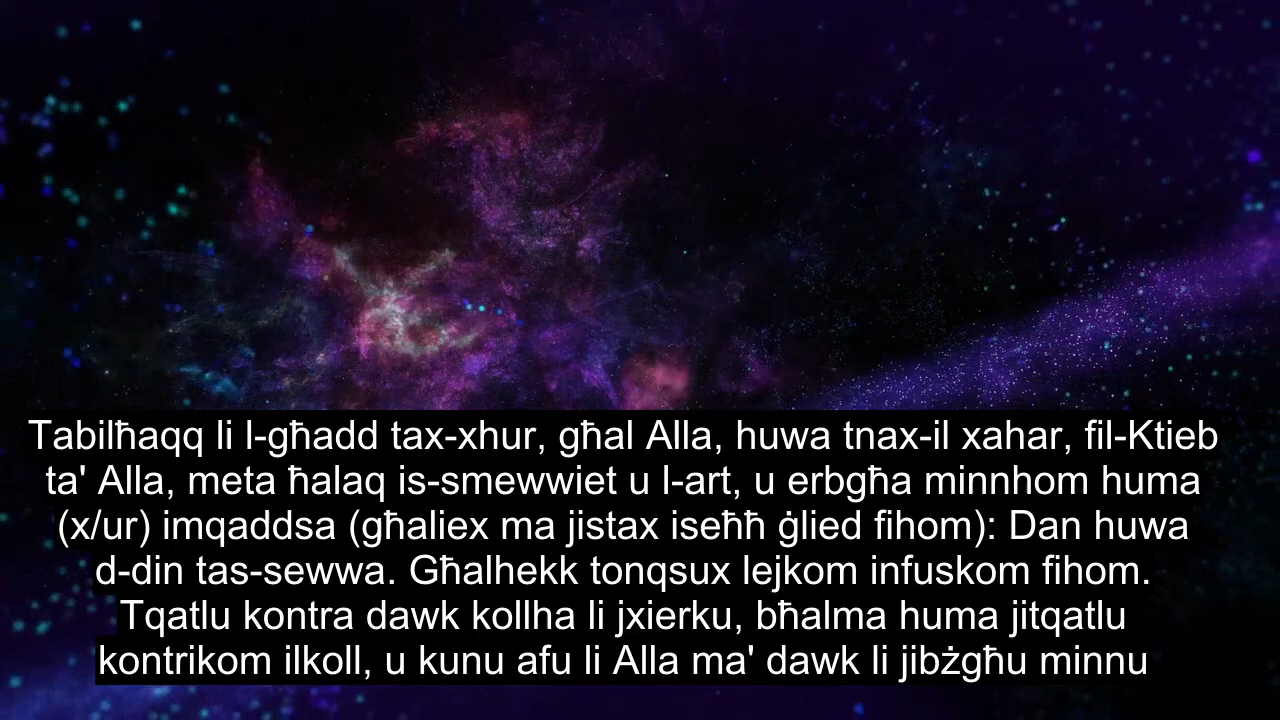 Tabilħaqq li l-għadd tax-xhur, għal Alla, huwa tnax-il xahar, fil-Ktieb
ta' Alla, meta ħalaq is-smewwiet u l-art, u erbgħa minnhom huma
(x/ur) imqaddsa (għaliex ma jistax iseħħ ġlied fihom): Dan huwa
d-din tas-sewwa. Għalhekk tonqsux lejkom infuskom fihom.
Tqatlu kontra dawk kollha li jxierku, bħalma huma jitqatlu
kontrikom ilkoll, u kunu afu li Alla ma' dawk li jibżgħu minnu